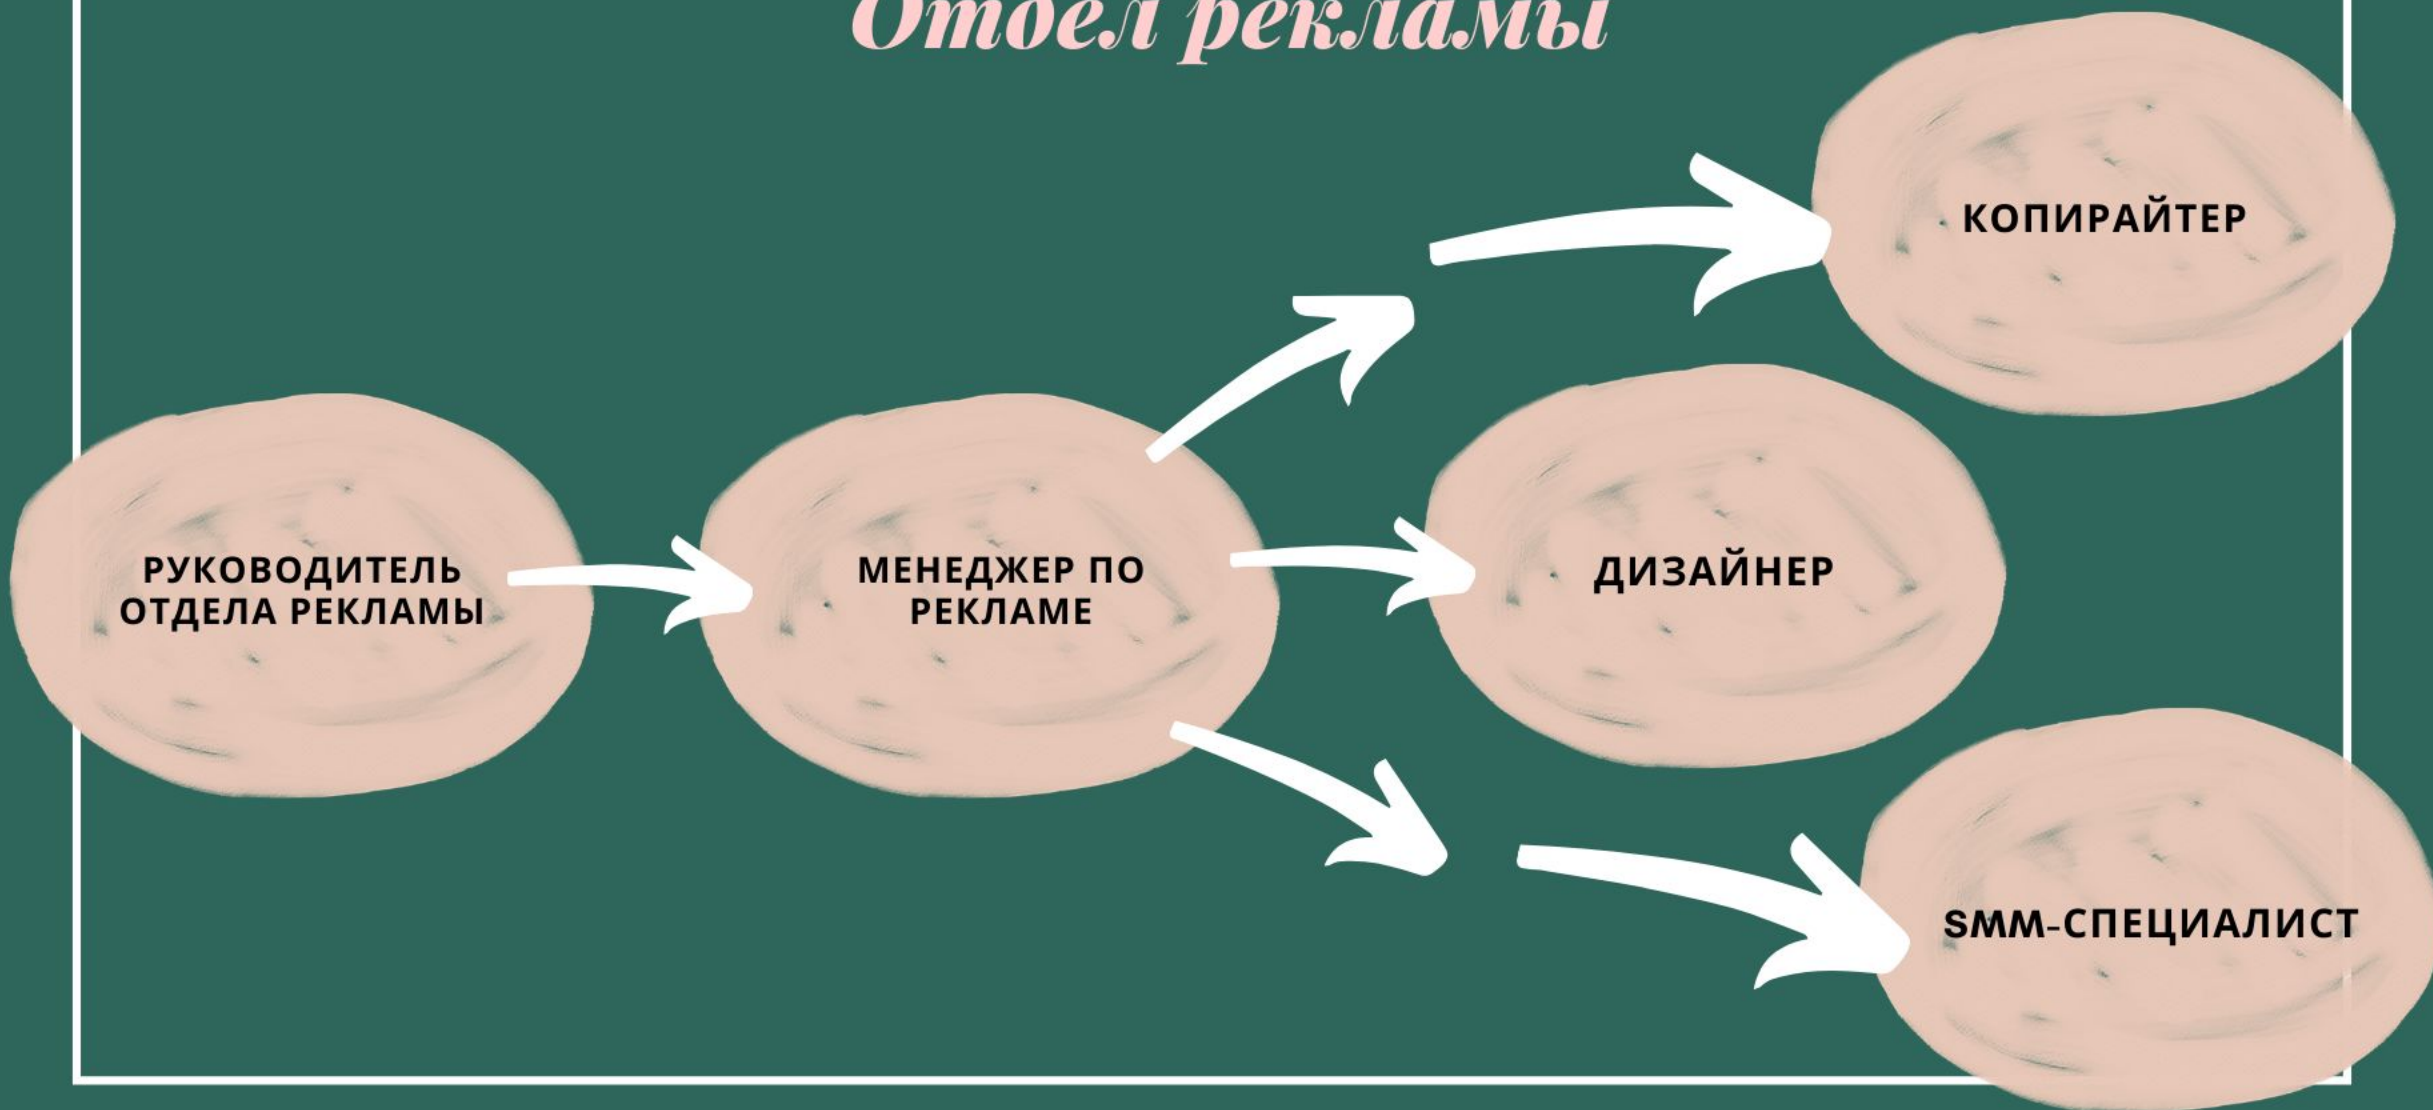 Отдел рекламы
КОПИРАЙТЕР
РУКОВОДИТЕЛЬ
ОТДЕЛА РЕКЛАМЫ
МЕНЕДЖЕР ПО
РЕКЛАМЕ
ДИЗАЙНЕР
SMM-СПЕЦИАЛИСТ